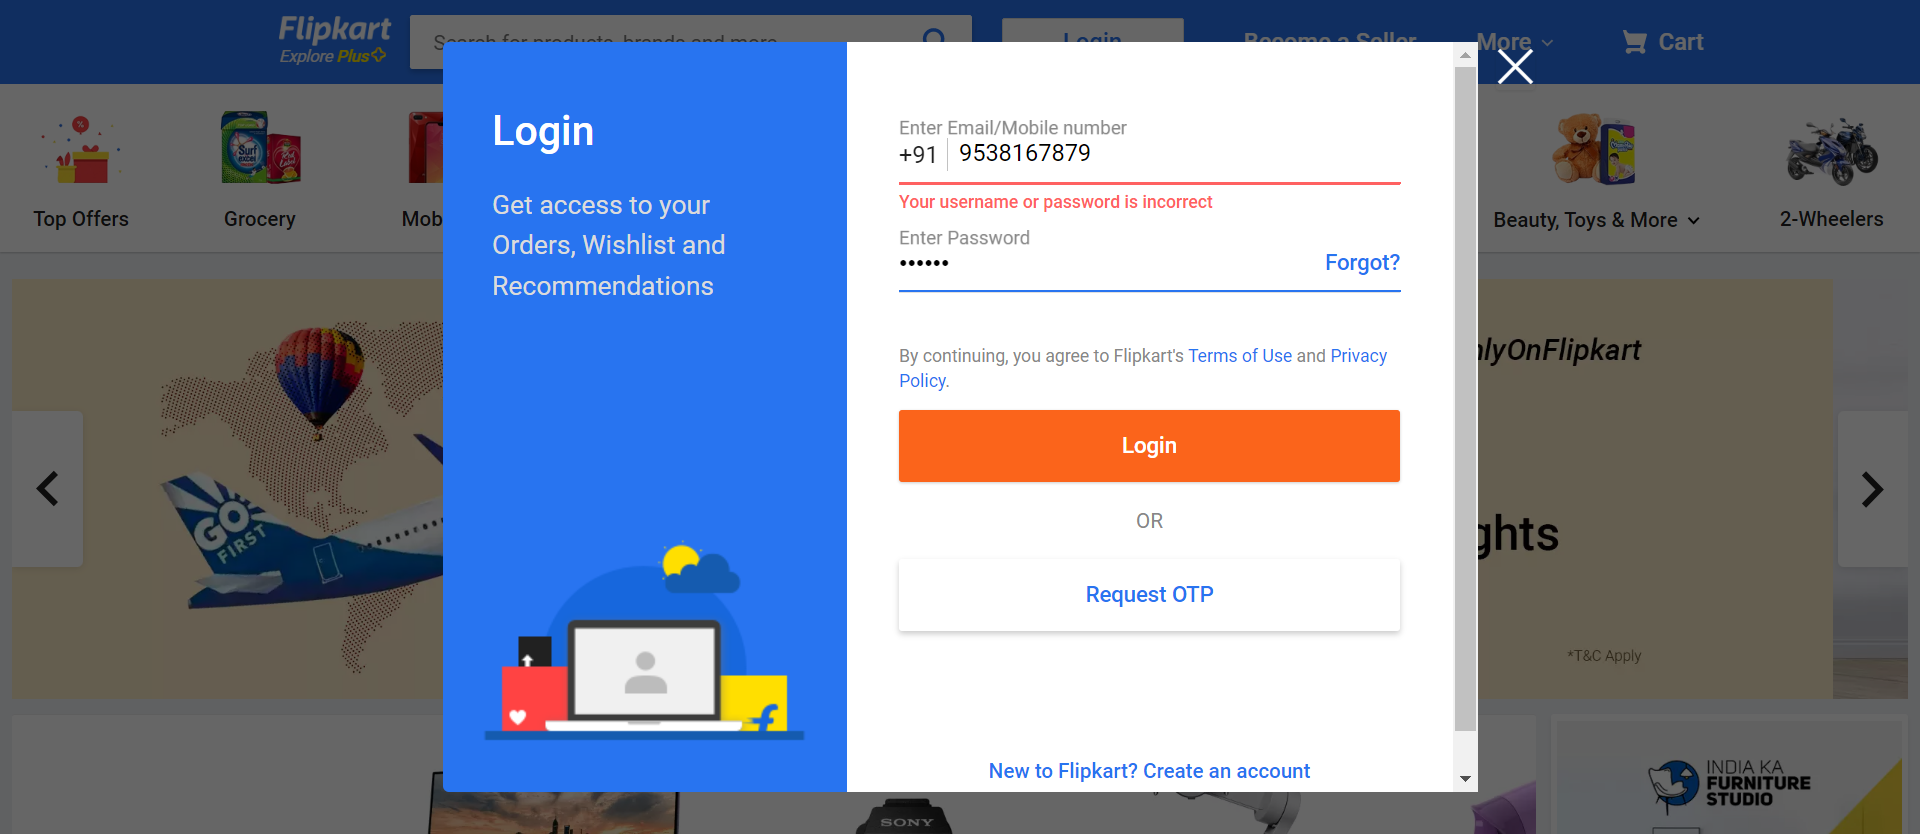 Flipkart
Explore Plus
Search for products, brands and more
Login
Become a Seller
More
Cart
Top Offers
Grocery
Mob
Beauty, Toys & More
2-Wheelers
Login
Get access to your
Orders, Wishlist and
Recommendations
Enter Email/Mobile number
+91 9538167879
Your username or password is incorrect
Enter Password
Forgot?
By continuing, you agree to Flipkart's Terms of Use and Privacy
Policy.
Login
OR
Request OTP
New to Flipkart? Create an account
GO
FIRST
nlyOnFlipkart
ghts
*T&C Apply
Surf
excel
SONY
INDIA KA
FURNITURE
STUDIO